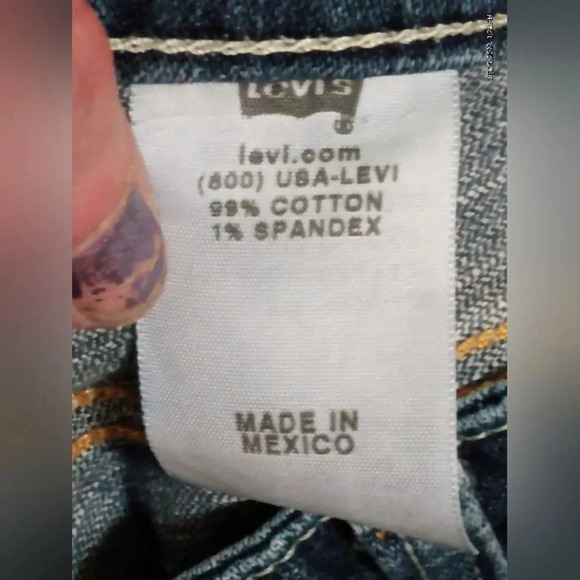 LEVI'S
®
levi.com
(800) USA-LEVI
99% COTTON
1% SPANDEX
MADE IN
MEXICO